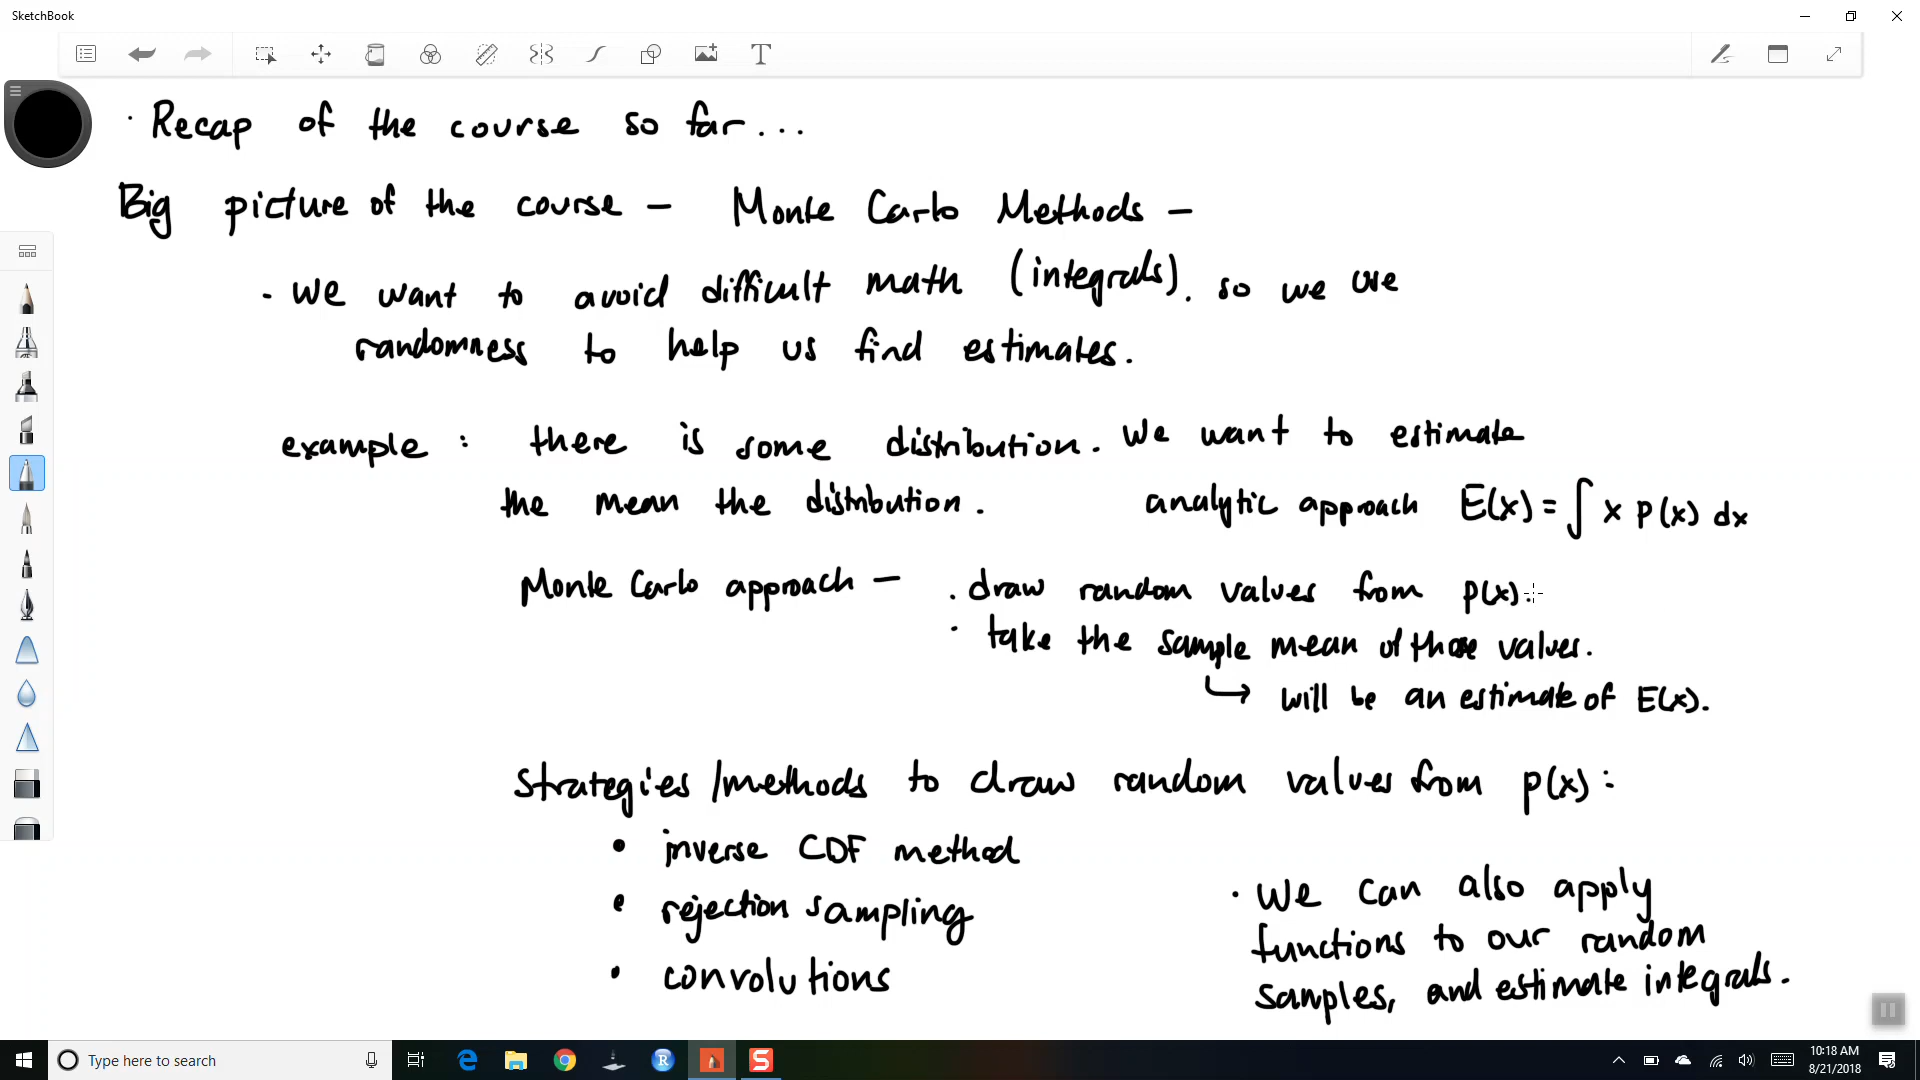 SketchBook
· Recap of the course so far...
Big picture of the course – Monte Carlo Methods –
· We want to avoid difficult math (integrals). so we use
randomness to help us find estimates.
example : there is some distribution. We want to estimate
the mean the distribution. analytic approach E(x) = ∫ x p(x) dx
Monte Carlo approach – · draw random values from p(x).
· take the sample mean of those values.
↳ will be an estimate of E(x).
Strategies/methods to draw random values from p(x):
• inverse CDF method
• rejection sampling
• convolutions
· We can also apply
functions to our random
samples, and estimate integrals.
Type here to search
10:18 AM
8/21/2018